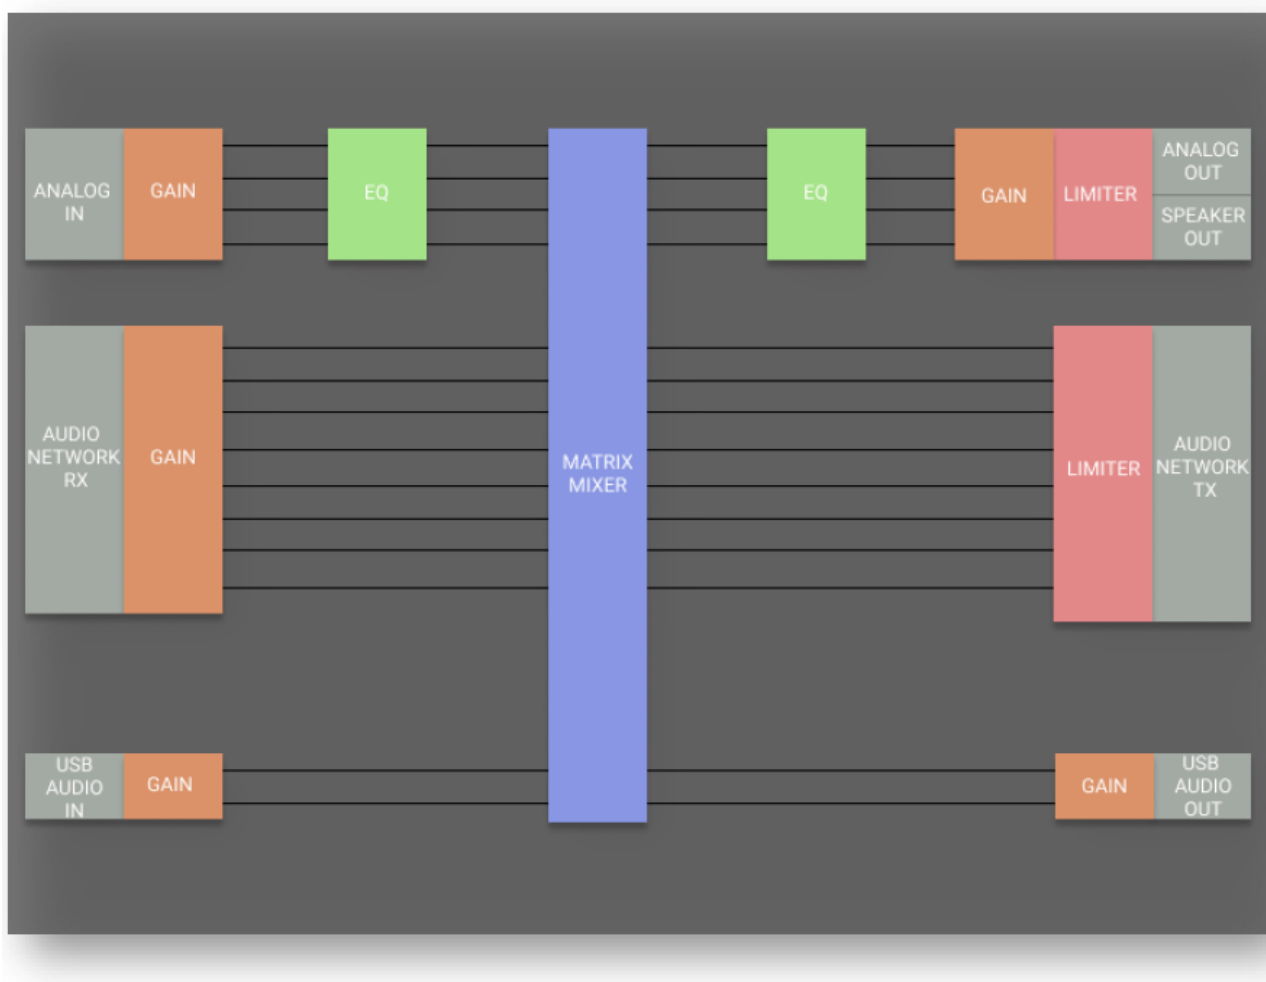 ANALOG
IN
GAIN
EQ
EQ
GAIN
LIMITER
ANALOG
OUT
SPEAKER
OUT
AUDIO
NETWORK
RX
GAIN
MATRIX
MIXER
LIMITER
AUDIO
NETWORK
TX
USB
AUDIO
IN
GAIN
GAIN
USB
AUDIO
OUT